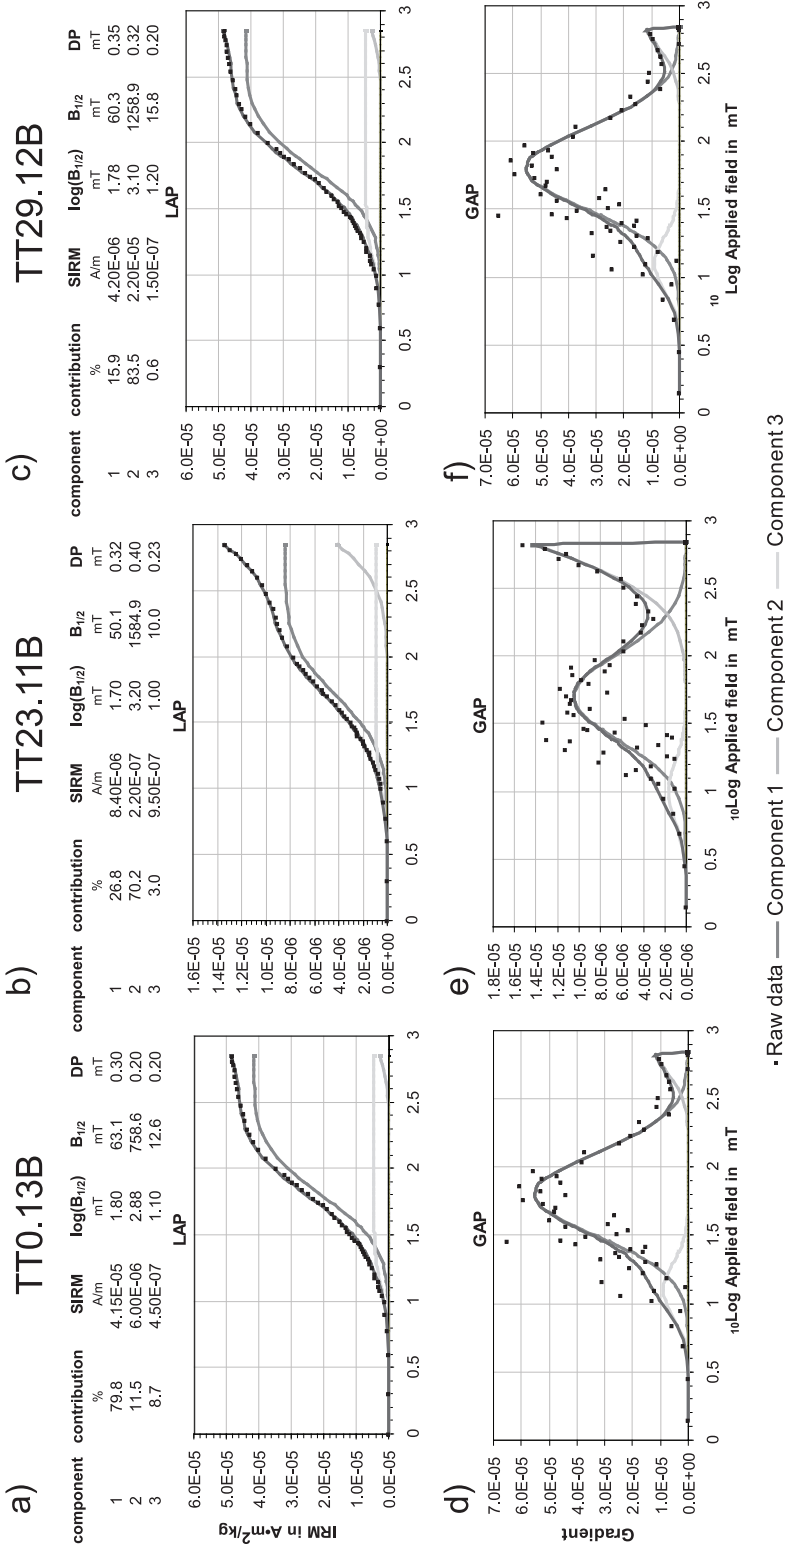 a) TT0.13B
component contribution SIRM log(B1/2) B1/2 DP
% A/m mT mT mT
1 79.8 4.15E-05 1.80 63.1 0.30
2 11.5 6.00E-06 2.88 758.6 0.20
3 8.7 4.50E-07 1.10 12.6 0.20
LAP
IRM in A•m²/kg
6.0E-05
5.0E-05
4.0E-05
3.0E-05
2.0E-05
1.0E-05
0.0E+00
0 0.5 1 1.5 2 2.5 3
b) TT23.11B
component contribution SIRM log(B1/2) B1/2 DP
% A/m mT mT mT
1 26.8 8.40E-06 1.70 50.1 0.32
2 70.2 2.20E-07 3.20 1584.9 0.40
3 3.0 9.50E-07 1.00 10.0 0.23
LAP
1.6E-05
1.4E-05
1.2E-05
1.0E-05
8.0E-06
6.0E-06
4.0E-06
2.0E-06
0.0E+00
0 0.5 1 1.5 2 2.5 3
c) TT29.12B
component contribution SIRM log(B1/2) B1/2 DP
% A/m mT mT mT
1 15.9 4.20E-06 1.78 60.3 0.35
2 83.5 2.20E-05 3.10 1258.9 0.32
3 0.6 1.50E-07 1.20 15.8 0.20
LAP
6.0E-05
5.0E-05
4.0E-05
3.0E-05
2.0E-05
1.0E-05
0.0E+00
0 0.5 1 1.5 2 2.5 3
d)
GAP
Gradient
7.0E-05
6.0E-05
5.0E-05
4.0E-05
3.0E-05
2.0E-05
1.0E-05
0.0E+00
0 0.5 1 1.5 2 2.5 3
10Log Applied field in mT
e)
GAP
1.8E-05
1.6E-05
1.4E-05
1.2E-05
1.0E-05
8.0E-06
6.0E-06
4.0E-06
2.0E-06
0.0E-06
0 0.5 1 1.5 2 2.5 3
10Log Applied field in mT
f)
GAP
7.0E-05
6.0E-05
5.0E-05
4.0E-05
3.0E-05
2.0E-05
1.0E-05
0.0E+00
0 0.5 1 1.5 2 2.5 3
10 Log Applied field in mT
Raw data Component 1 Component 2 Component 3